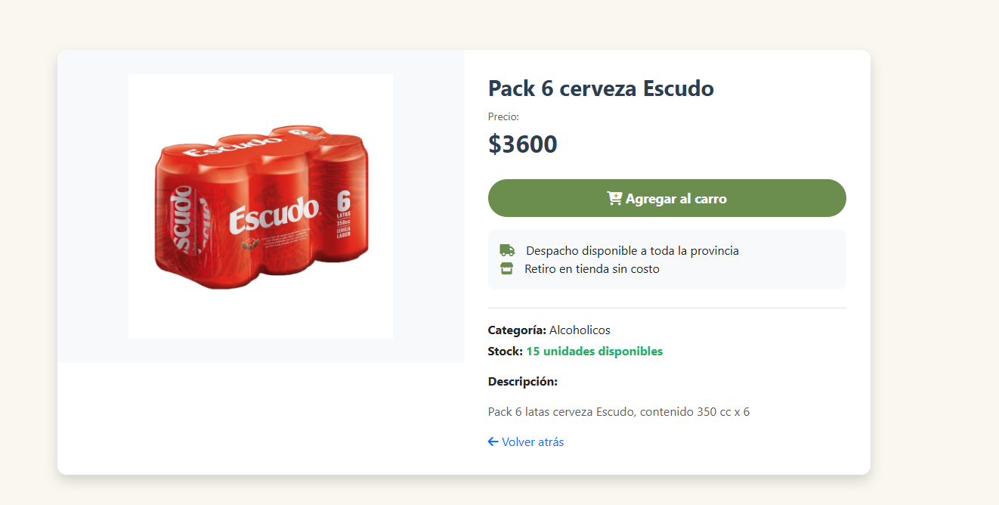 Pack 6 cerveza Escudo
Precio:
$3600
Agregar al carro
Despacho disponible a toda la provincia
Retiro en tienda sin costo
Categoría: Alcoholicos
Stock: 15 unidades disponibles
Descripción:
Pack 6 latas cerveza Escudo, contenido 350 cc x 6
Volver atrás
Escudo
6
Escudo
Escudo
6
LATAS
350cc
CERVEZA
LAGER